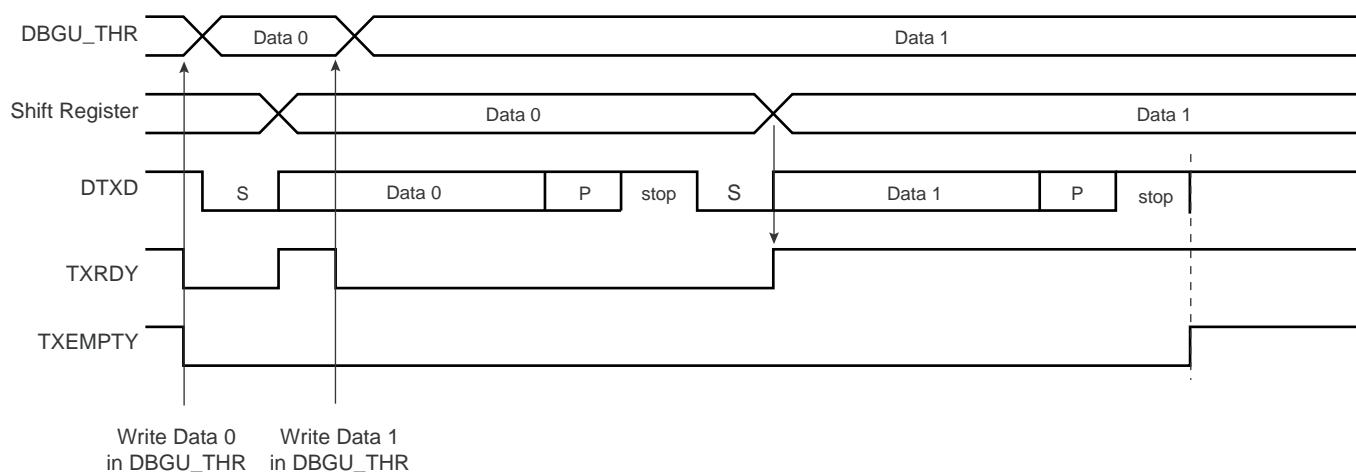 DBGU_THR Data 0 Data 1
Shift Register Data 0 Data 1
DTXD S Data 0 P stop S Data 1 P stop
TXRDY
TXEMPTY
Write Data 0 Write Data 1
in DBGU_THR in DBGU_THR